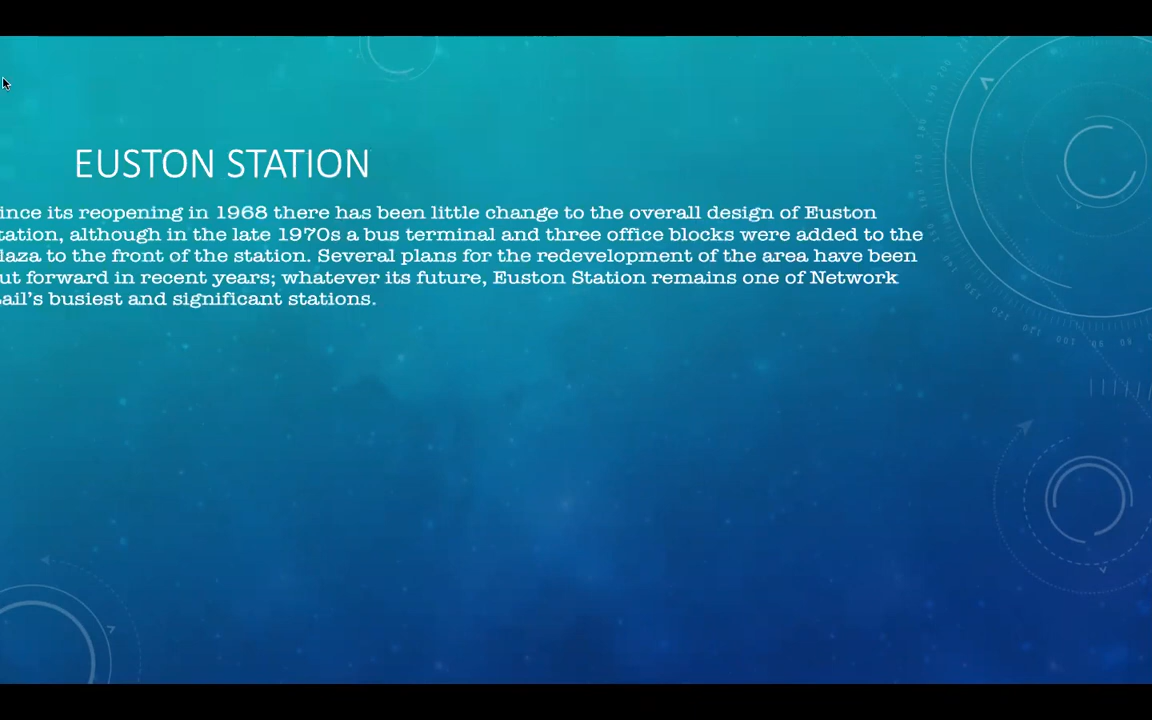 EUSTON STATION
ince its reopening in 1968 there has been little change to the overall design of Euston
tation, although in the late 1970s a bus terminal and three office blocks were added to the
laza to the front of the station. Several plans for the redevelopment of the area have been
ut forward in recent years; whatever its future, Euston Station remains one of Network
ail’s busiest and significant stations.